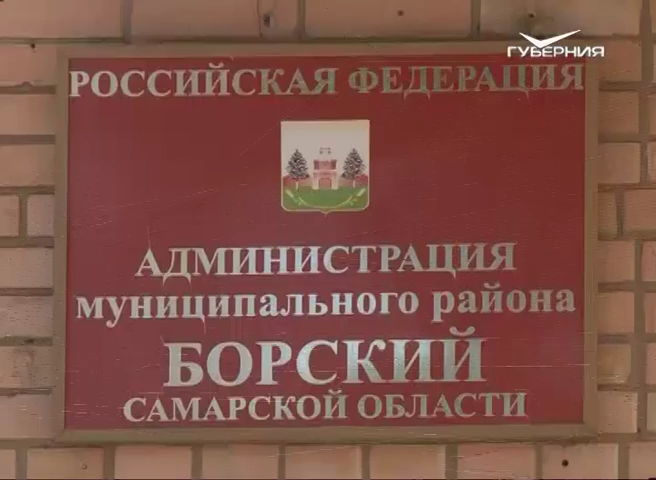 ГУБЕРНИЯ
РОССИЙСКАЯ ФЕДЕРАЦИЯ
АДМИНИСТРАЦИЯ
муниципального района
БОРСКИЙ
САМАРСКОЙ ОБЛАСТИ